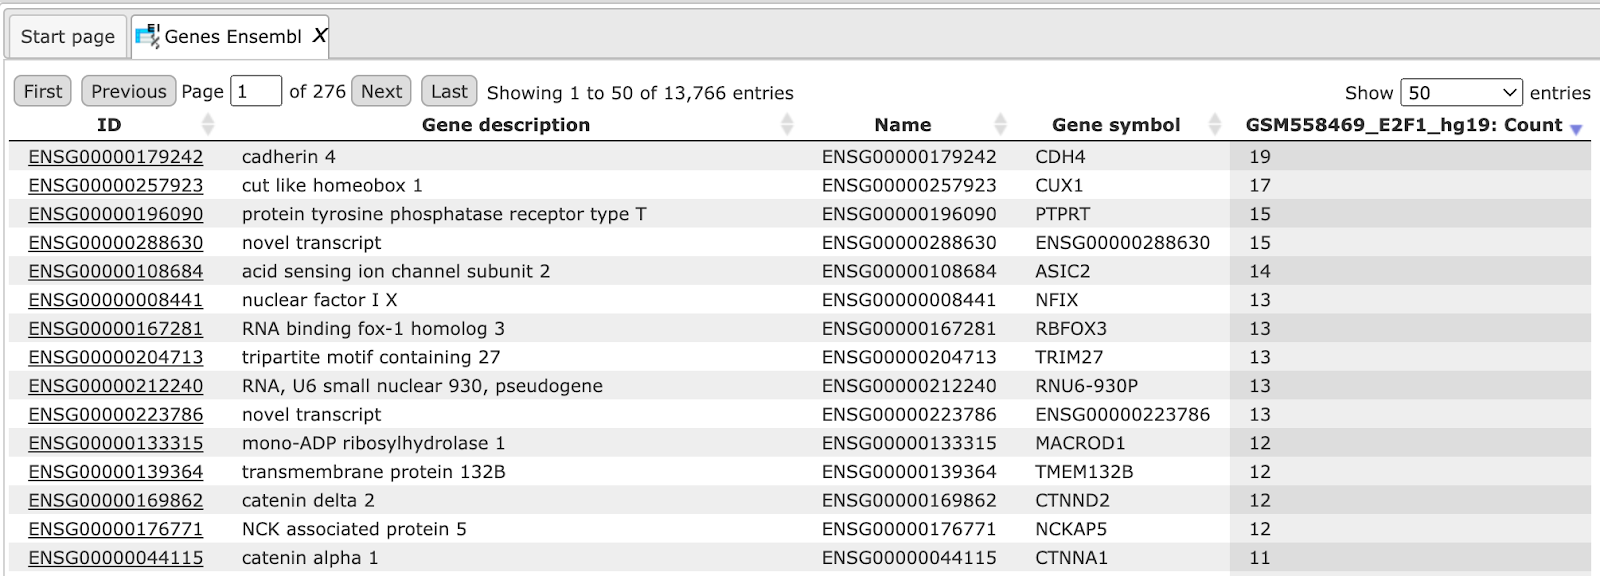 Start page EI Genes Ensembl X
First Previous Page 1 of 276 Next Last Showing 1 to 50 of 13,766 entries Show 50 entries
ID Gene description Name Gene symbol GSM558469_E2F1_hg19: Count
ENSG00000179242 cadherin 4 ENSG00000179242 CDH4 19
ENSG00000257923 cut like homeobox 1 ENSG00000257923 CUX1 17
ENSG00000196090 protein tyrosine phosphatase receptor type T ENSG00000196090 PTPRT 15
ENSG00000288630 novel transcript ENSG00000288630 ENSG00000288630 15
ENSG00000108684 acid sensing ion channel subunit 2 ENSG00000108684 ASIC2 14
ENSG00000008441 nuclear factor I X ENSG00000008441 NFIX 13
ENSG00000167281 RNA binding fox-1 homolog 3 ENSG00000167281 RBFOX3 13
ENSG00000204713 tripartite motif containing 27 ENSG00000204713 TRIM27 13
ENSG00000212240 RNA, U6 small nuclear 930, pseudogene ENSG00000212240 RNU6-930P 13
ENSG00000223786 novel transcript ENSG00000223786 ENSG00000223786 13
ENSG00000133315 mono-ADP ribosylhydrolase 1 ENSG00000133315 MACROD1 12
ENSG00000139364 transmembrane protein 132B ENSG00000139364 TMEM132B 12
ENSG00000169862 catenin delta 2 ENSG00000169862 CTNND2 12
ENSG00000176771 NCK associated protein 5 ENSG00000176771 NCKAP5 12
ENSG00000044115 catenin alpha 1 ENSG00000044115 CTNNA1 11